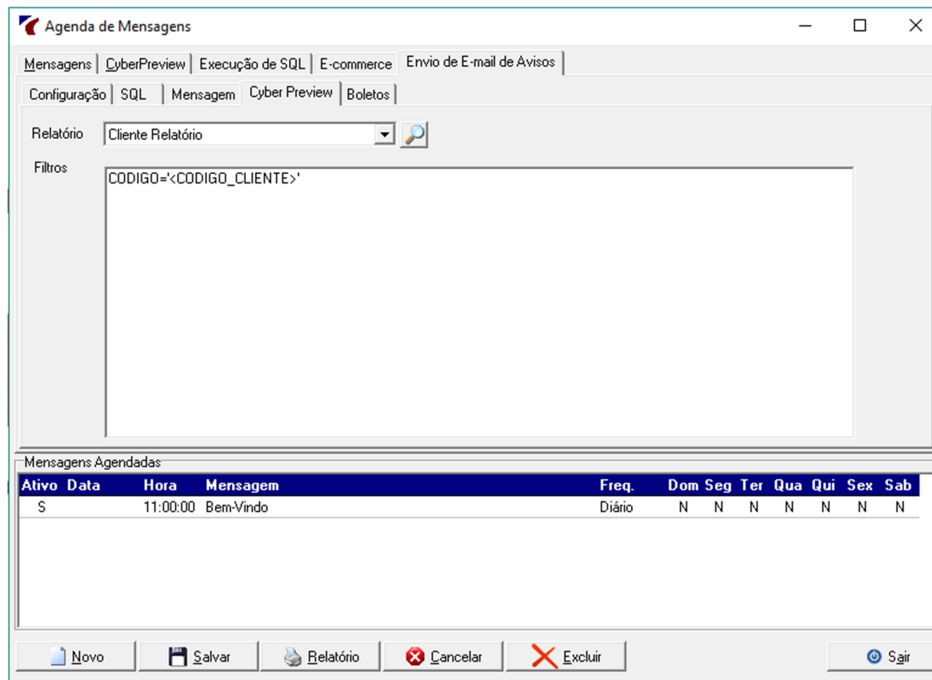 Agenda de Mensagens
Mensagens CyberPreview Execução de SQL E-commerce Envio de E-mail de Avisos
Configuração SQL Mensagem Cyber Preview Boletos
Relatório Cliente Relatório
Filtros
CODIGO='<CODIGO_CLIENTE>'
Mensagens Agendadas
Ativo Data Hora Mensagem Freq. Dom Seg Ter Qua Qui Sex Sab
S 11:00:00 Bem-Vindo Diário N N N N N N N
Novo Salvar Relatório Cancelar Excluir Sair